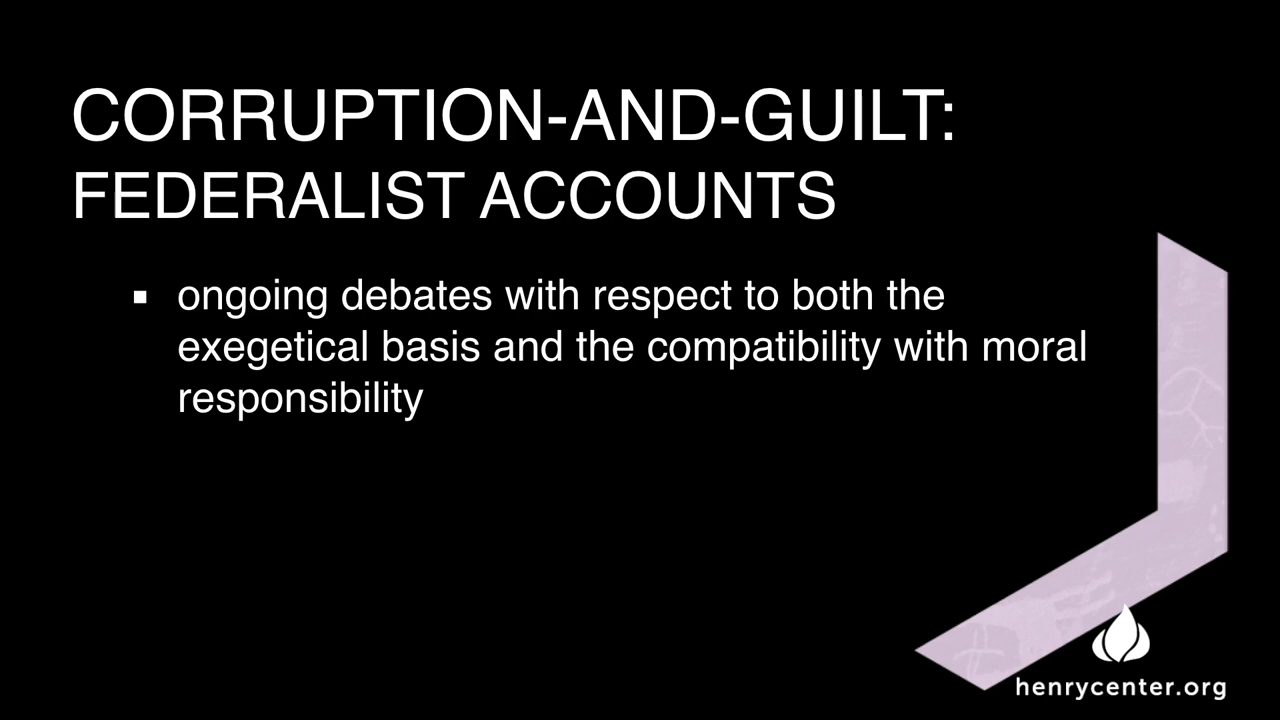 CORRUPTION-AND-GUILT:
FEDERALIST ACCOUNTS
▪ ongoing debates with respect to both the
exegetical basis and the compatibility with moral
responsibility
henrycenter.org